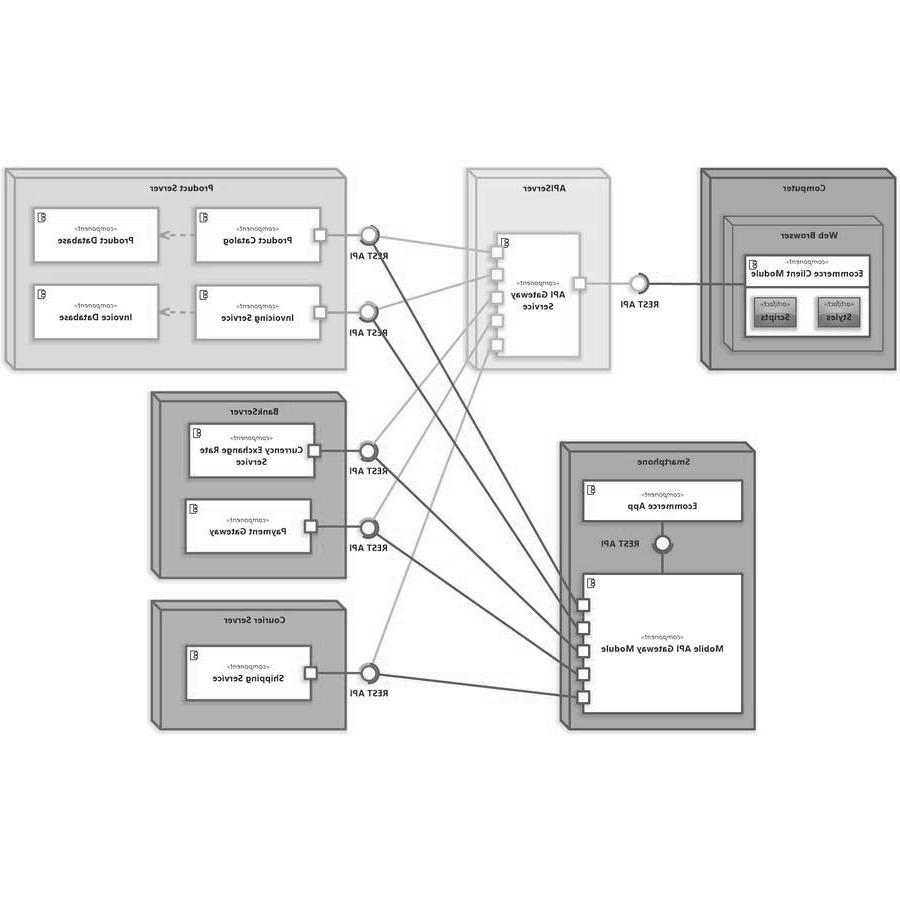 Computer
Web Browser
«component»
Ecommerce Client Module
«artifact»
Styles
«artifact»
Scripts
REST API
APIServer
«component»
API Gateway
Service
Product Server
«component»
Product Catalog
«component»
Product Database
REST API
«component»
Invoicing Service
«component»
Invoice Database
REST API
BankServer
«component»
Currency Exchange Rate
Service
REST API
«component»
Payment Gateway
REST API
Courier Server
«component»
Shipping Service
REST API
Smartphone
«component»
Ecommerce App
REST API
«component»
Mobile API Gateway Module